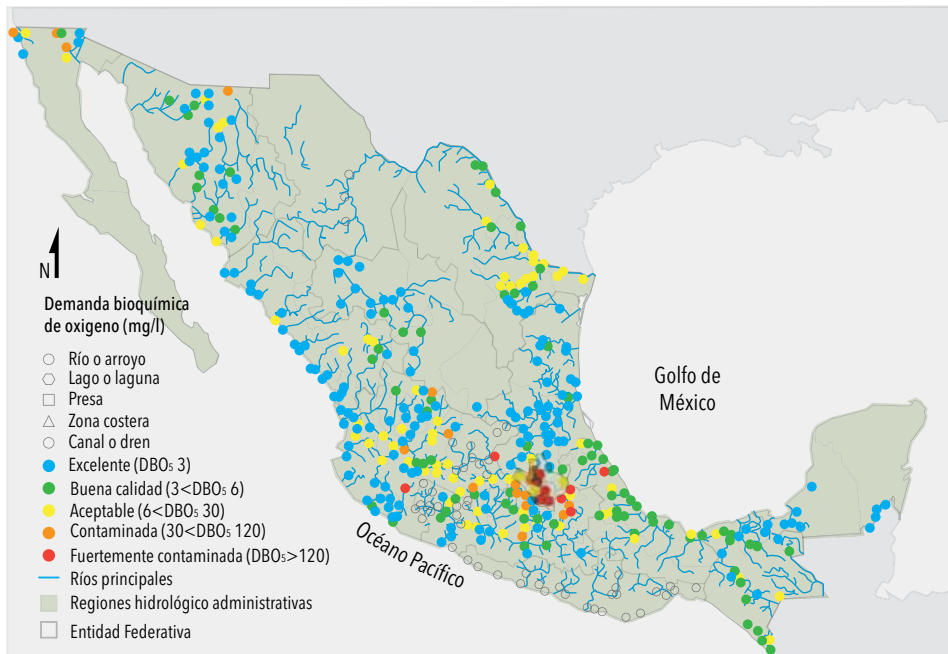 N
Demanda bioquímica
de oxigeno (mg/l)
Río o arroyo
Lago o laguna
Presa
Zona costera
Canal o dren
Excelente (DBO₅ 3)
Buena calidad (3<DBO₅ 6)
Aceptable (6<DBO₅ 30)
Contaminada (30<DBO₅ 120)
Fuertemente contaminada (DBO₅>120)
Ríos principales
Regiones hidrológico administrativas
Entidad Federativa
Golfo de
México
Océano Pacífico